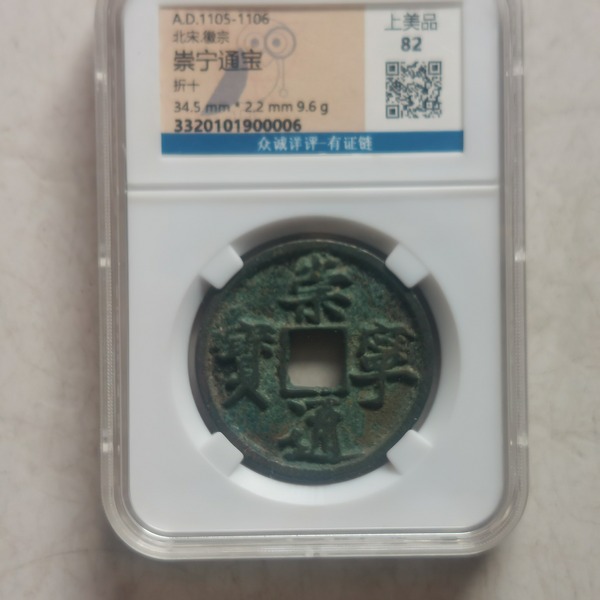 A.D.1105-1106
北宋.徽宗
崇宁通宝
折十
34.5 mm * 2.2 mm 9.6 g
3320101900006
上美品
82
众诚详评-有证链
崇寧通寳